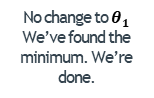 No change to θ₁
We've found the
minimum. We're
done.